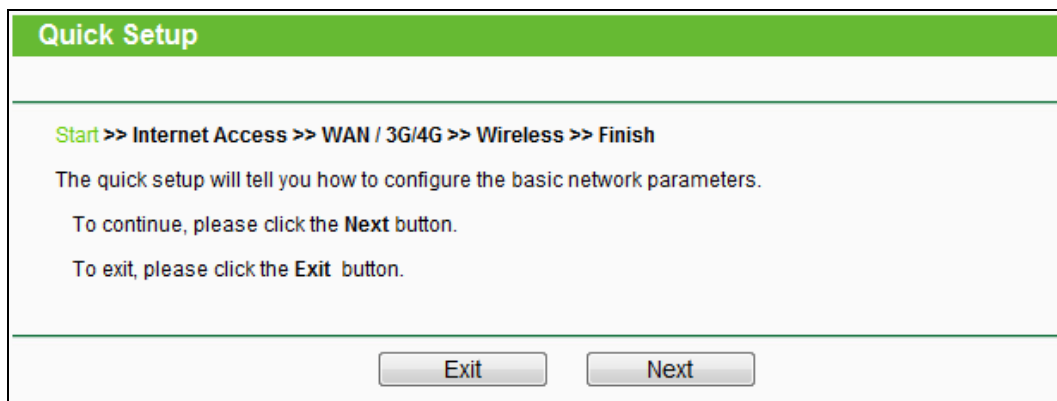 Quick Setup
Start >> Internet Access >> WAN / 3G/4G >> Wireless >> Finish
The quick setup will tell you how to configure the basic network parameters.
To continue, please click the Next button.
To exit, please click the Exit button.
Exit Next